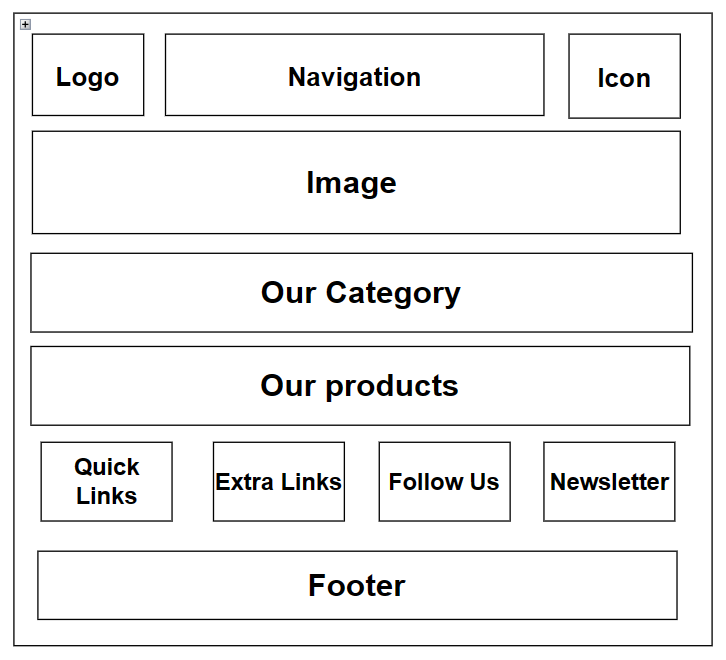 Logo
Navigation
Icon
Image
Our Category
Our products
Quick
Links
Extra Links
Follow Us
Newsletter
Footer